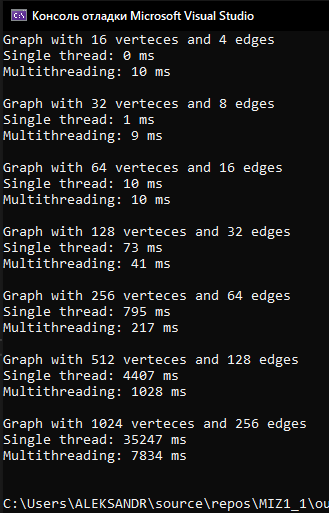 Консоль отладки Microsoft Visual Studio
Graph with 16 verteces and 4 edges
Single thread: 0 ms
Multithreading: 10 ms
Graph with 32 verteces and 8 edges
Single thread: 1 ms
Multithreading: 9 ms
Graph with 64 verteces and 16 edges
Single thread: 10 ms
Multithreading: 10 ms
Graph with 128 verteces and 32 edges
Single thread: 73 ms
Multithreading: 41 ms
Graph with 256 verteces and 64 edges
Single thread: 795 ms
Multithreading: 217 ms
Graph with 512 verteces and 128 edges
Single thread: 4407 ms
Multithreading: 1028 ms
Graph with 1024 verteces and 256 edges
Single thread: 35247 ms
Multithreading: 7834 ms
C:\Users\ALEKSANDR\source\repos\MIZ1_1\ou